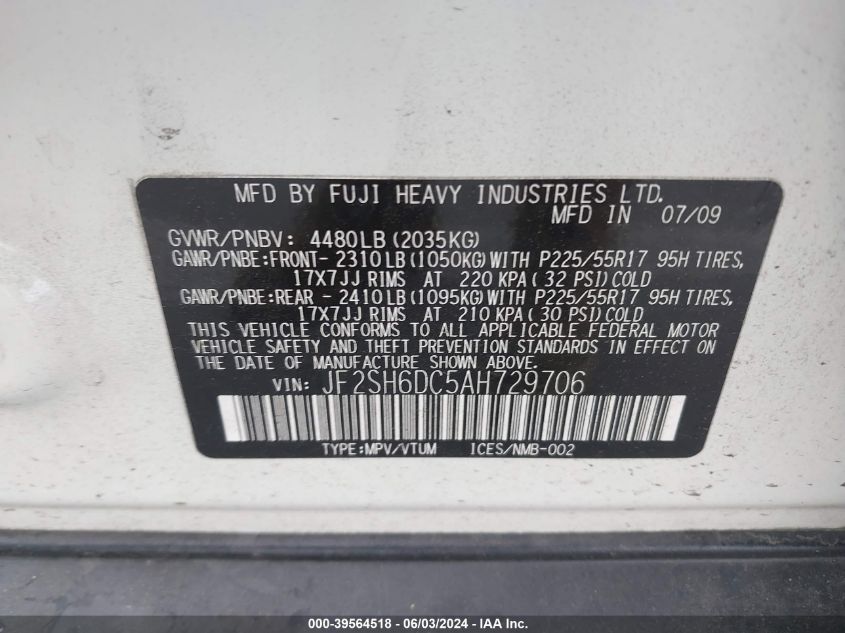 MFD BY FUJI HEAVY INDUSTRIES LTD.
MFD IN 07/09
GVWR/PNBV: 4480LB(2035KG)
GAWR/PNBE:FRONT- 2310LB(1050KG)WITH P225/55R17 95H TIRES,
17X7JJ RIMS AT 220 KPA(32 PSI)COLD
GAWR/PNBE:REAR - 2410LB(1095KG)WITH P225/55R17 95H TIRES,
17X7JJ RIMS AT 210 KPA(30 PSI)COLD
THIS VEHICLE CONFORMS TO ALL APPLICABLE FEDERAL MOTOR
VEHICLE SAFETY AND THEFT PREVENTION STANDARDS IN EFFECT ON
THE DATE OF MANUFACTURE SHOWN ABOVE.
VIN: JF2SH6DC5AH729706
TYPE:MPV/VTUM ICES/NMB-002
000-39564518 - 06/03/2024 - IAA Inc.